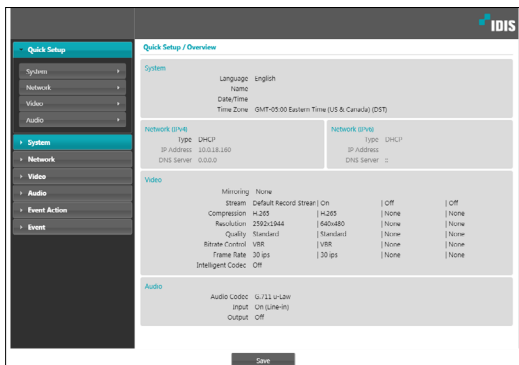 IDIS
Quick Setup
System
Network
Video
Audio
System
Network
Video
Audio
Event Action
Event
Quick Setup / Overview
System
Language English
Name
Date/Time
Time Zone GMT-05:00 Eastern Time (US & Canada) (DST)
Network (IPv4)
Type DHCP
IP Address 10.0.18.160
DNS Server 0.0.0.0
Network (IPv6)
Type DHCP
IP Address
DNS Server ::
Video
Mirroring None
Stream Default Record Strear | On | Off | Off
Compression H.265 | H.265 | None | None
Resolution 2592x1944 | 640x480 | None | None
Quality Standard | Standard | None | None
Bitrate Control VBR | VBR | None | None
Frame Rate 30 ips | 30 ips | None | None
Intelligent Codec Off
Audio
Audio Codec G.711 u-Law
Input On (Line-in)
Output Off
Save